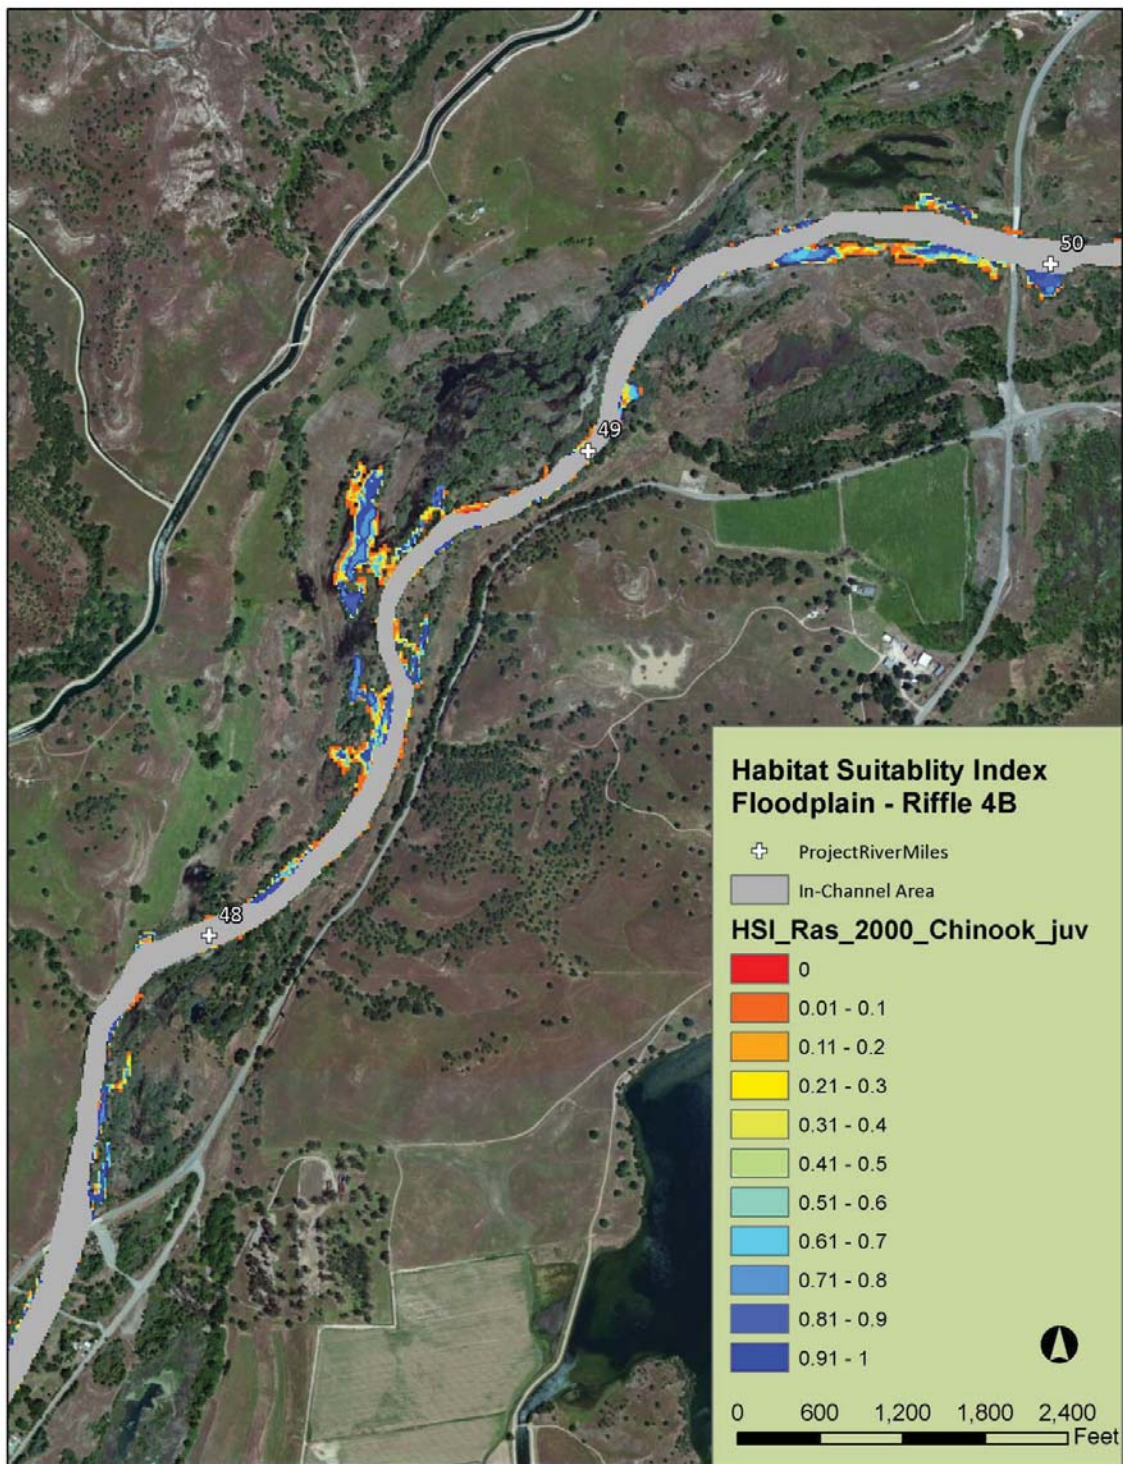 50
49
48
Habitat Suitablity Index
Floodplain - Riffle 4B
ProjectRiverMiles
In-Channel Area
HSI_Ras_2000_Chinook_juv
0
0.01 - 0.1
0.11 - 0.2
0.21 - 0.3
0.31 - 0.4
0.41 - 0.5
0.51 - 0.6
0.61 - 0.7
0.71 - 0.8
0.81 - 0.9
0.91 - 1
0 600 1,200 1,800 2,400
Feet